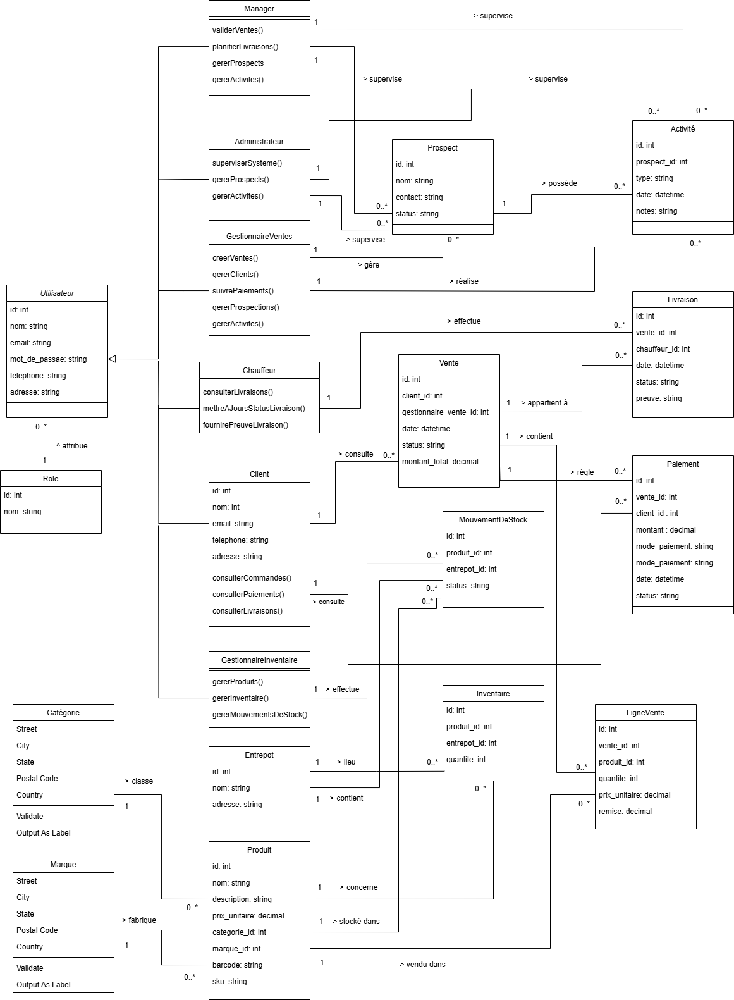 Manager
validerVentes()
planifierLivraisons()
gererProspects
gererActivites()
1
> supervise
1
> supervise
> supervise
0..*
0..*
Administrateur
superviserSysteme()
gererProspects()
gererActivites()
1
1
0..*
0..*
> supervise
Prospect
id: int
nom: string
contact: string
status: string
1
> posséde
0..*
0..*
Activité
id: int
prospect_id: int
type: string
date: datetime
notes: string
0..*
GestionnaireVentes
creerVentes()
gererClients()
suivrePaiements()
gererProspections()
gererActivites()
1
> gére
1
> réalise
Utilisateur
id: int
nom: string
email: string
mot_de_passae: string
telephone: string
adresse: string
0..*
^ attribue
1
Role
id: int
nom: string
Livraison
id: int
vente_id: int
chauffeur_id: int
date: datetime
status: string
preuve: string
> effectue
0..*
0..*
Chauffeur
consulterLivraisons()
mettreAJoursStatusLivraison()
fournirePreuveLivraison()
1
Vente
id: int
client_id: int
gestionnaire_vente_id: int
date: datetime
status: string
montant_total: decimal
1
> appartient à
1
> contient
1
> régle
0..*
0..*
> consulte
0..*
Client
id: int
nom: int
email: string
telephone: string
adresse: string
consulterCommandes()
consulterPaiements()
consulterLivraisons()
1
1
> consulte
Paiement
id: int
vente_id: int
client_id : int
montant : decimal
mode_paiement: string
mode_paiement: string
date: datetime
status: string
MouvementDeStock
id: int
produit_id: int
entrepot_id: int
status: string
0..*
0..*
0..*
GestionnaireInventaire
gererProduits()
gererInventaire()
gererMouvementsDeStock()
1
> effectue
Inventaire
id: int
produit_id: int
entrepot_id: int
quantite: int
0..*
0..*
LigneVente
id: int
vente_id: int
produit_id: int
quantite: int
prix_unitaire: decimal
remise: decimal
0..*
0..*
Catégorie
Street
City
State
Postal Code
Country
Validate
Output As Label
> classe
1
Entrepot
id: int
nom: string
adresse: string
1
> lieu
1
> contient
Marque
Street
City
State
Postal Code
Country
Validate
Output As Label
> fabrique
1
0..*
0..*
Produit
id: int
nom: string
description: string
prix_unitaire: decimal
categorie_id: int
marque_id: int
barcode: string
sku: string
1
> concerne
1
> stocké dans
1
> vendu dans